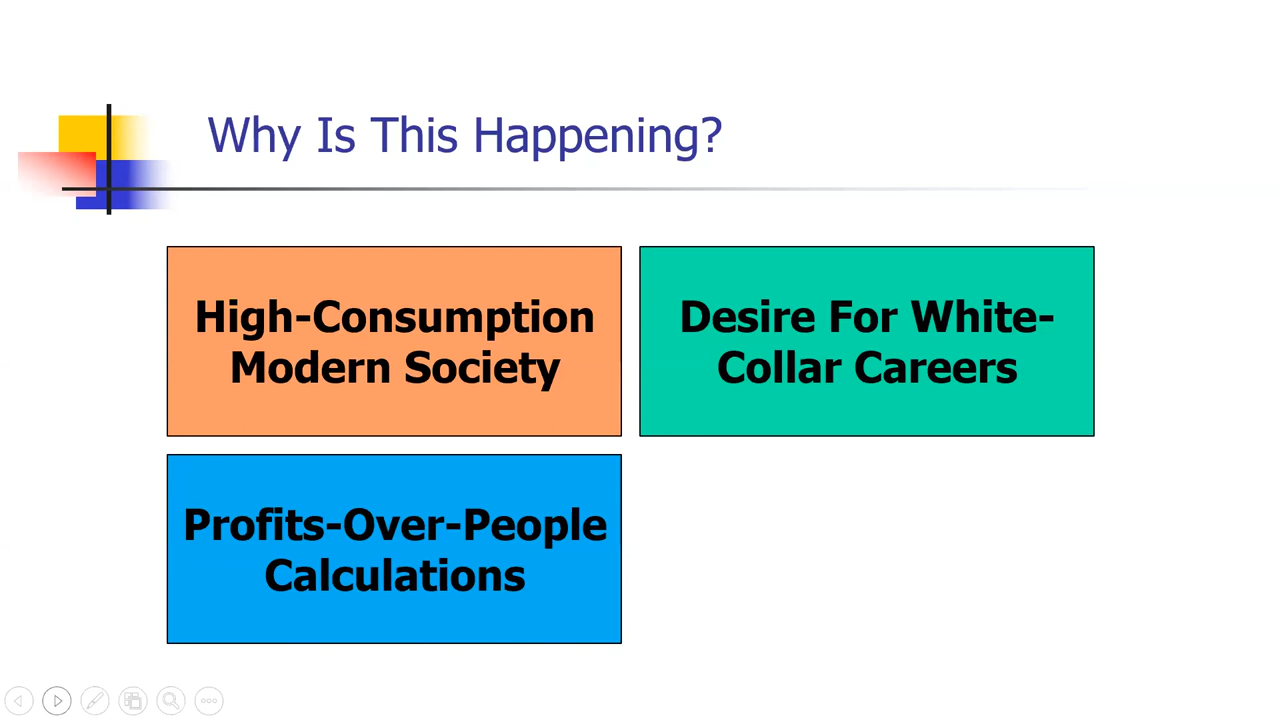 Why Is This Happening?
High-Consumption
Modern Society
Desire For White-
Collar Careers
Profits-Over-People
Calculations